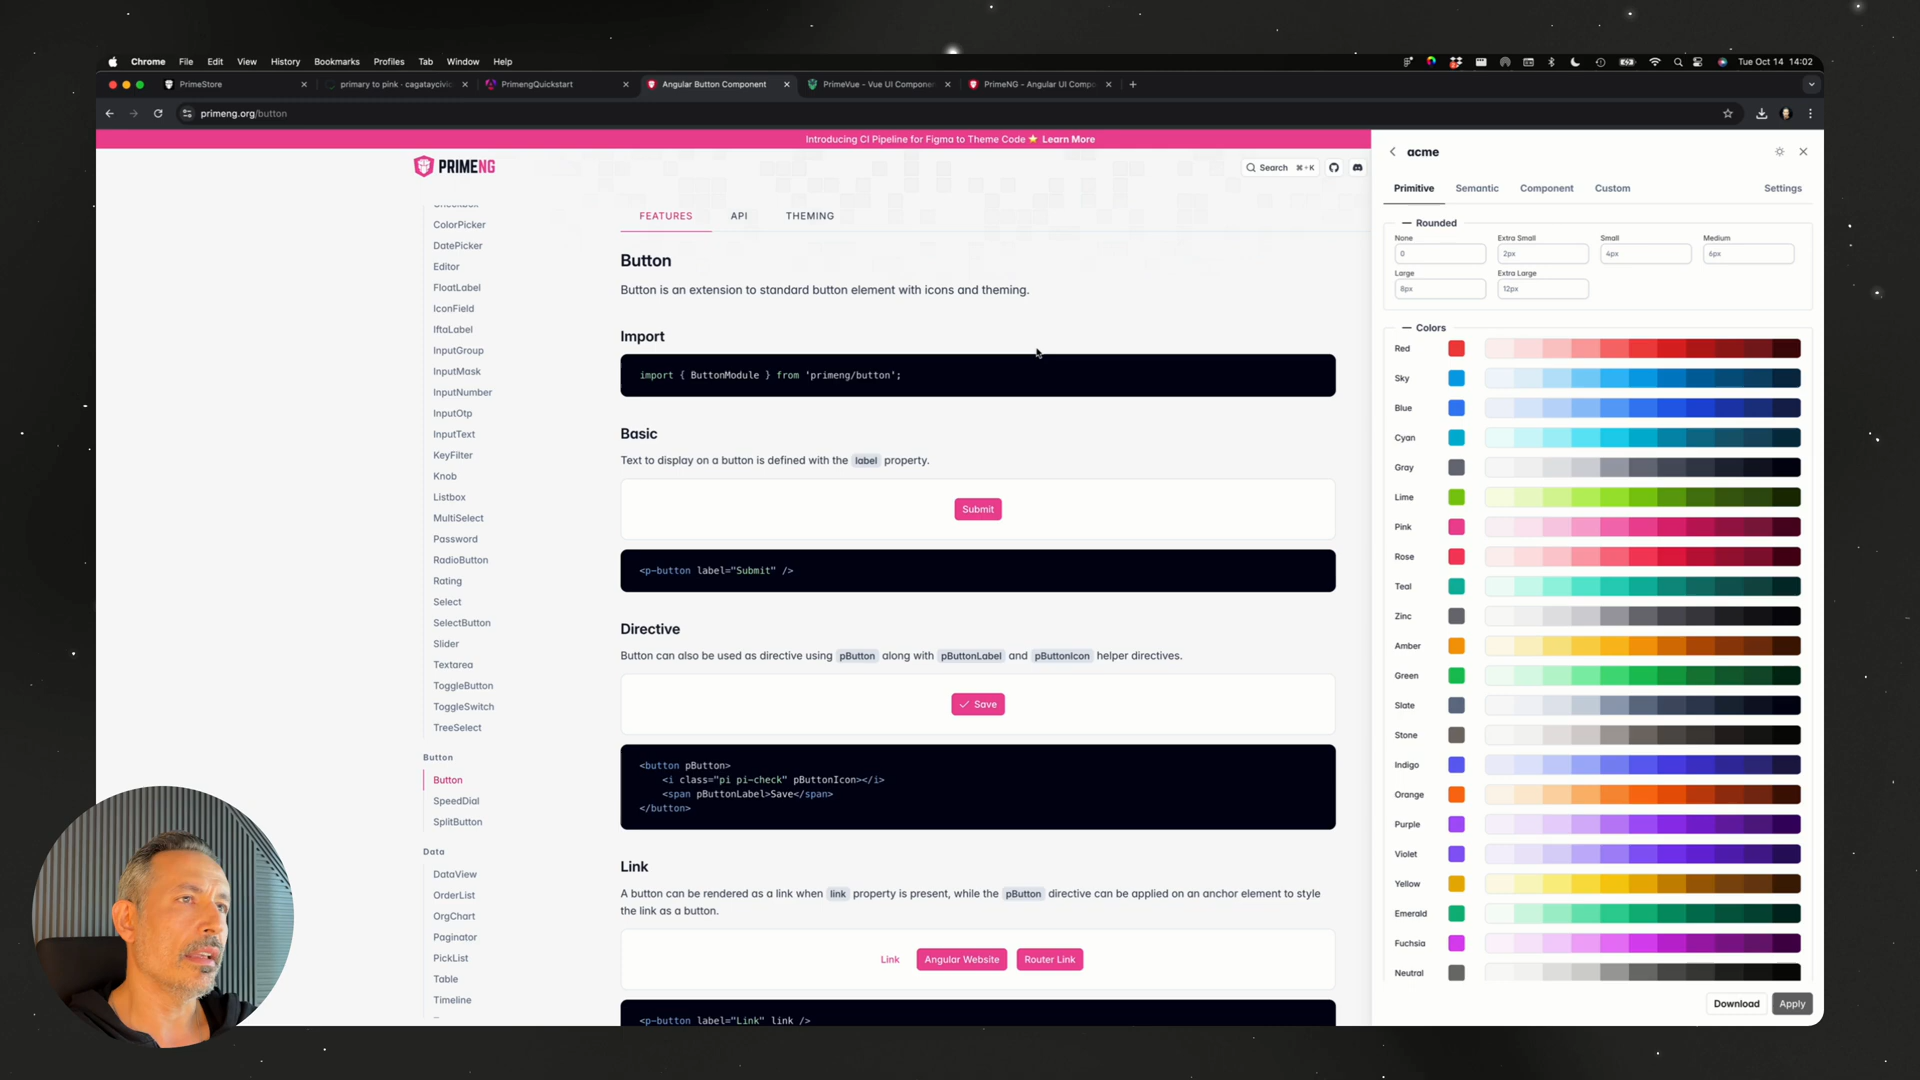 Chrome File Edit View History Bookmarks Profiles Tab Window Help
Tue Oct 14 14:02
PrimeStore
primary to pink · cagataycivic
PrimengQuickstart
Angular Button Component
PrimeVue - Vue UI Componen
PrimeNG - Angular UI Compo
primeng.org/button
Introducing CI Pipeline for Figma to Theme Code Learn More
PRIMENG
Search ⌘+K
Checkbox
ColorPicker
DatePicker
Editor
FloatLabel
IconField
IftaLabel
InputGroup
InputMask
InputNumber
InputOtp
InputText
KeyFilter
Knob
Listbox
MultiSelect
Password
RadioButton
Rating
Select
SelectButton
Slider
Textarea
ToggleButton
ToggleSwitch
TreeSelect
Button
Button
SpeedDial
SplitButton
Data
DataView
OrderList
OrgChart
Paginator
PickList
Table
Timeline
FEATURES API THEMING
Button
Button is an extension to standard button element with icons and theming.
Import
import { ButtonModule } from 'primeng/button';
Basic
Text to display on a button is defined with the label property.
Submit
<p-button label="Submit" />
Directive
Button can also be used as directive using pButton along with pButtonLabel and pButtonIcon helper directives.
Save
<button pButton>
<i class="pi pi-check" pButtonIcon></i>
<span pButtonLabel>Save</span>
</button>
Link
A button can be rendered as a link when link property is present, while the pButton directive can be applied on an anchor element to style
the link as a button.
Link Angular Website Router Link
<p-button label="Link" link />
acme
Primitive Semantic Component Custom Settings
Rounded
None Extra Small Small Medium
0 2px 4px 6px
Large Extra Large
8px 12px
Colors
Red
Sky
Blue
Cyan
Gray
Lime
Pink
Rose
Teal
Zinc
Amber
Green
Slate
Stone
Indigo
Orange
Purple
Violet
Yellow
Emerald
Fuchsia
Neutral
Download Apply